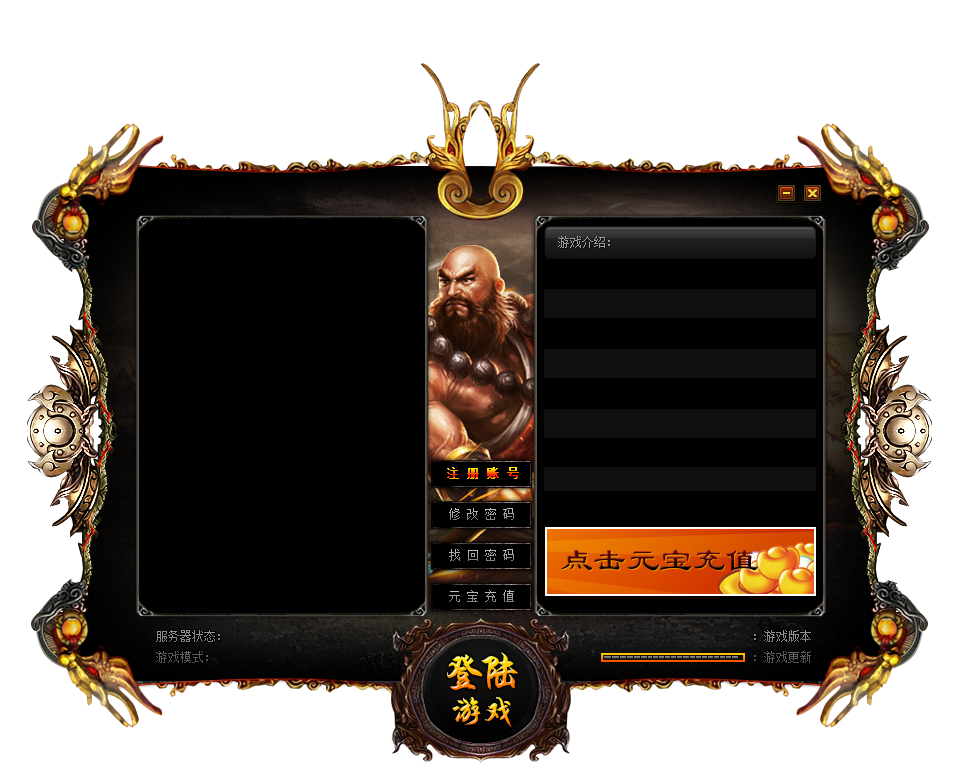 游戏介绍:
注册账号
修改密码
找回密码
元宝充值
点击元宝充值
服务器状态:
: 游戏版本
游戏模式:
: 游戏更新
登陆
游戏